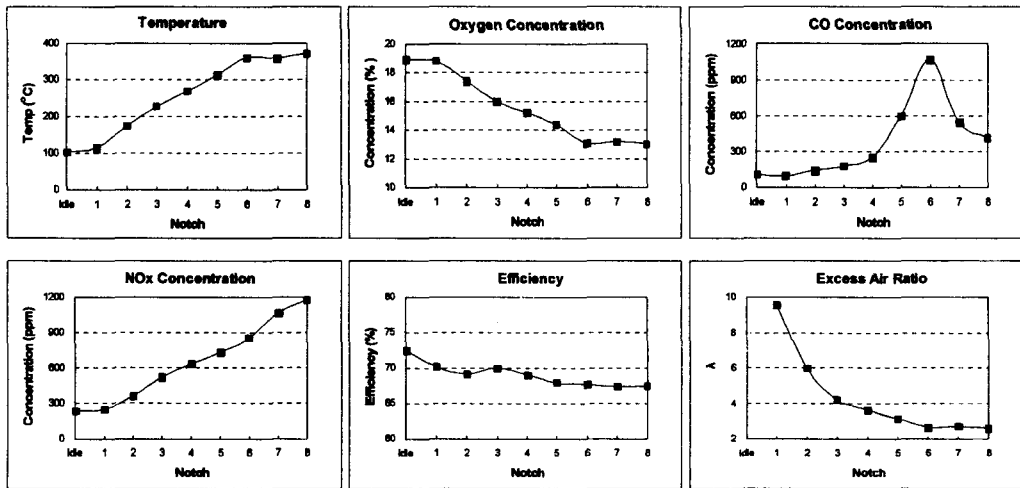 Temperature
Temp (°C)
400
300
200
100
0
Idle 1 2 3 4 5 6 7 8
Notch
Oxygen Concentration
Concentration (%)
20
18
16
14
12
10
Idle 1 2 3 4 5 6 7 8
Notch
CO Concentration
Concentration (ppm)
1200
900
600
300
0
Idle 1 2 3 4 5 6 7 8
Notch
NOx Concentration
Concentration (ppm)
1200
900
600
300
0
Idle 1 2 3 4 5 6 7 8
Notch
Efficiency
Efficiency (%)
80
75
70
65
60
Idle 1 2 3 4 5 6 7 8
Notch
Excess Air Ratio
λ
10
8
6
4
2
Idle 1 2 3 4 5 6 7 8
Notch